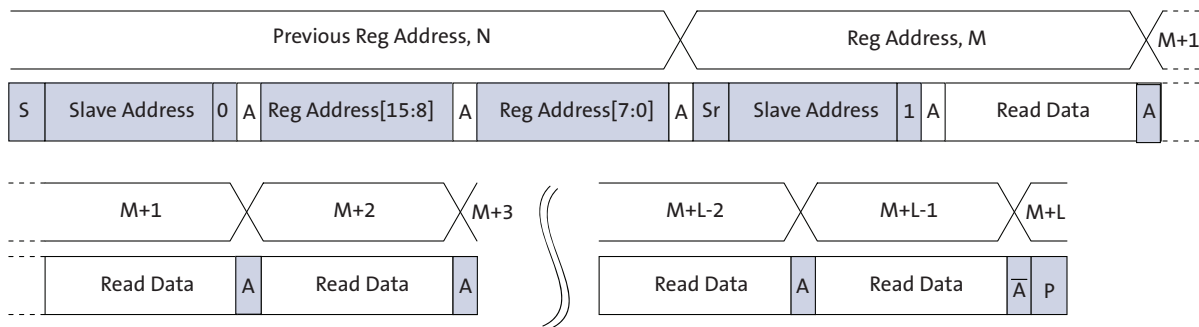 Previous Reg Address, N Reg Address, M M+1
S Slave Address 0 A Reg Address[15:8] A Reg Address[7:0] A Sr Slave Address 1 A Read Data A
M+1 M+2 M+3 M+L-2 M+L-1 M+L
Read Data A Read Data A Read Data A Read Data A̅ P